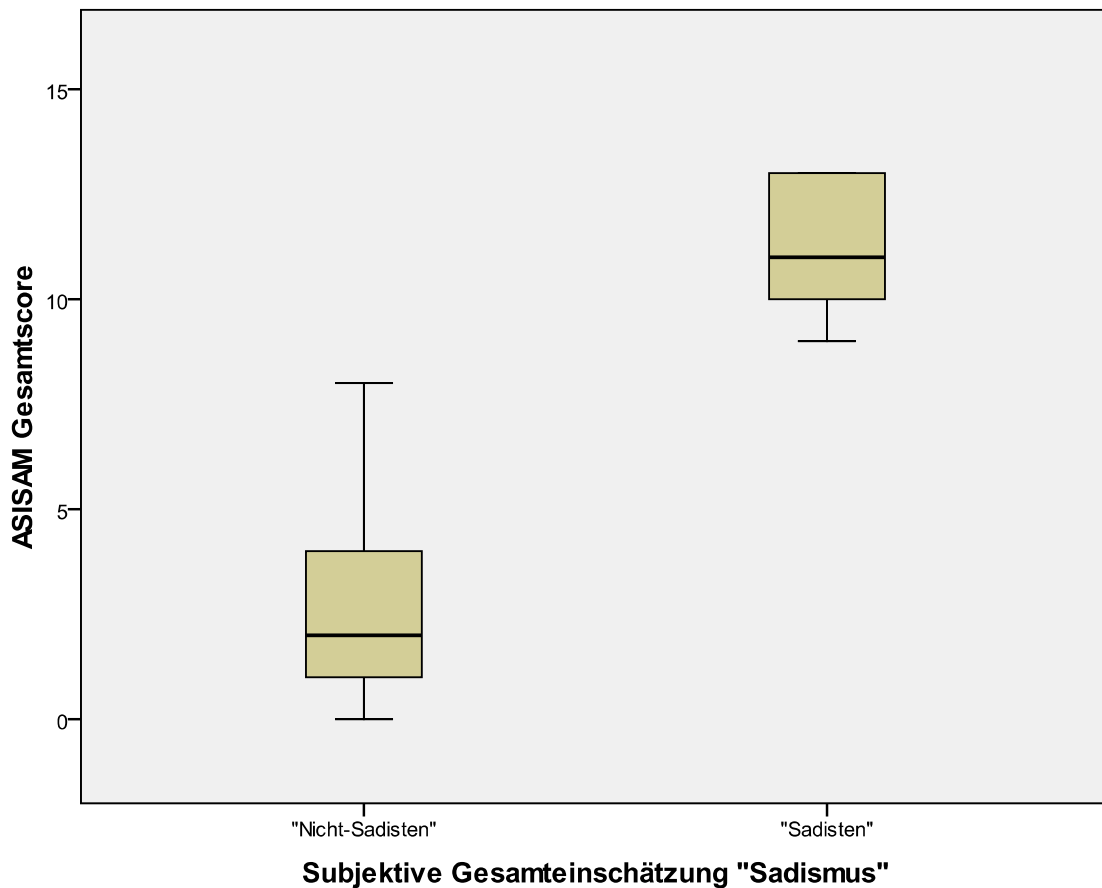 ASISAM Gesamtscore
15
10
5
0
"Nicht-Sadisten"
"Sadisten"
Subjektive Gesamteinschätzung "Sadismus"